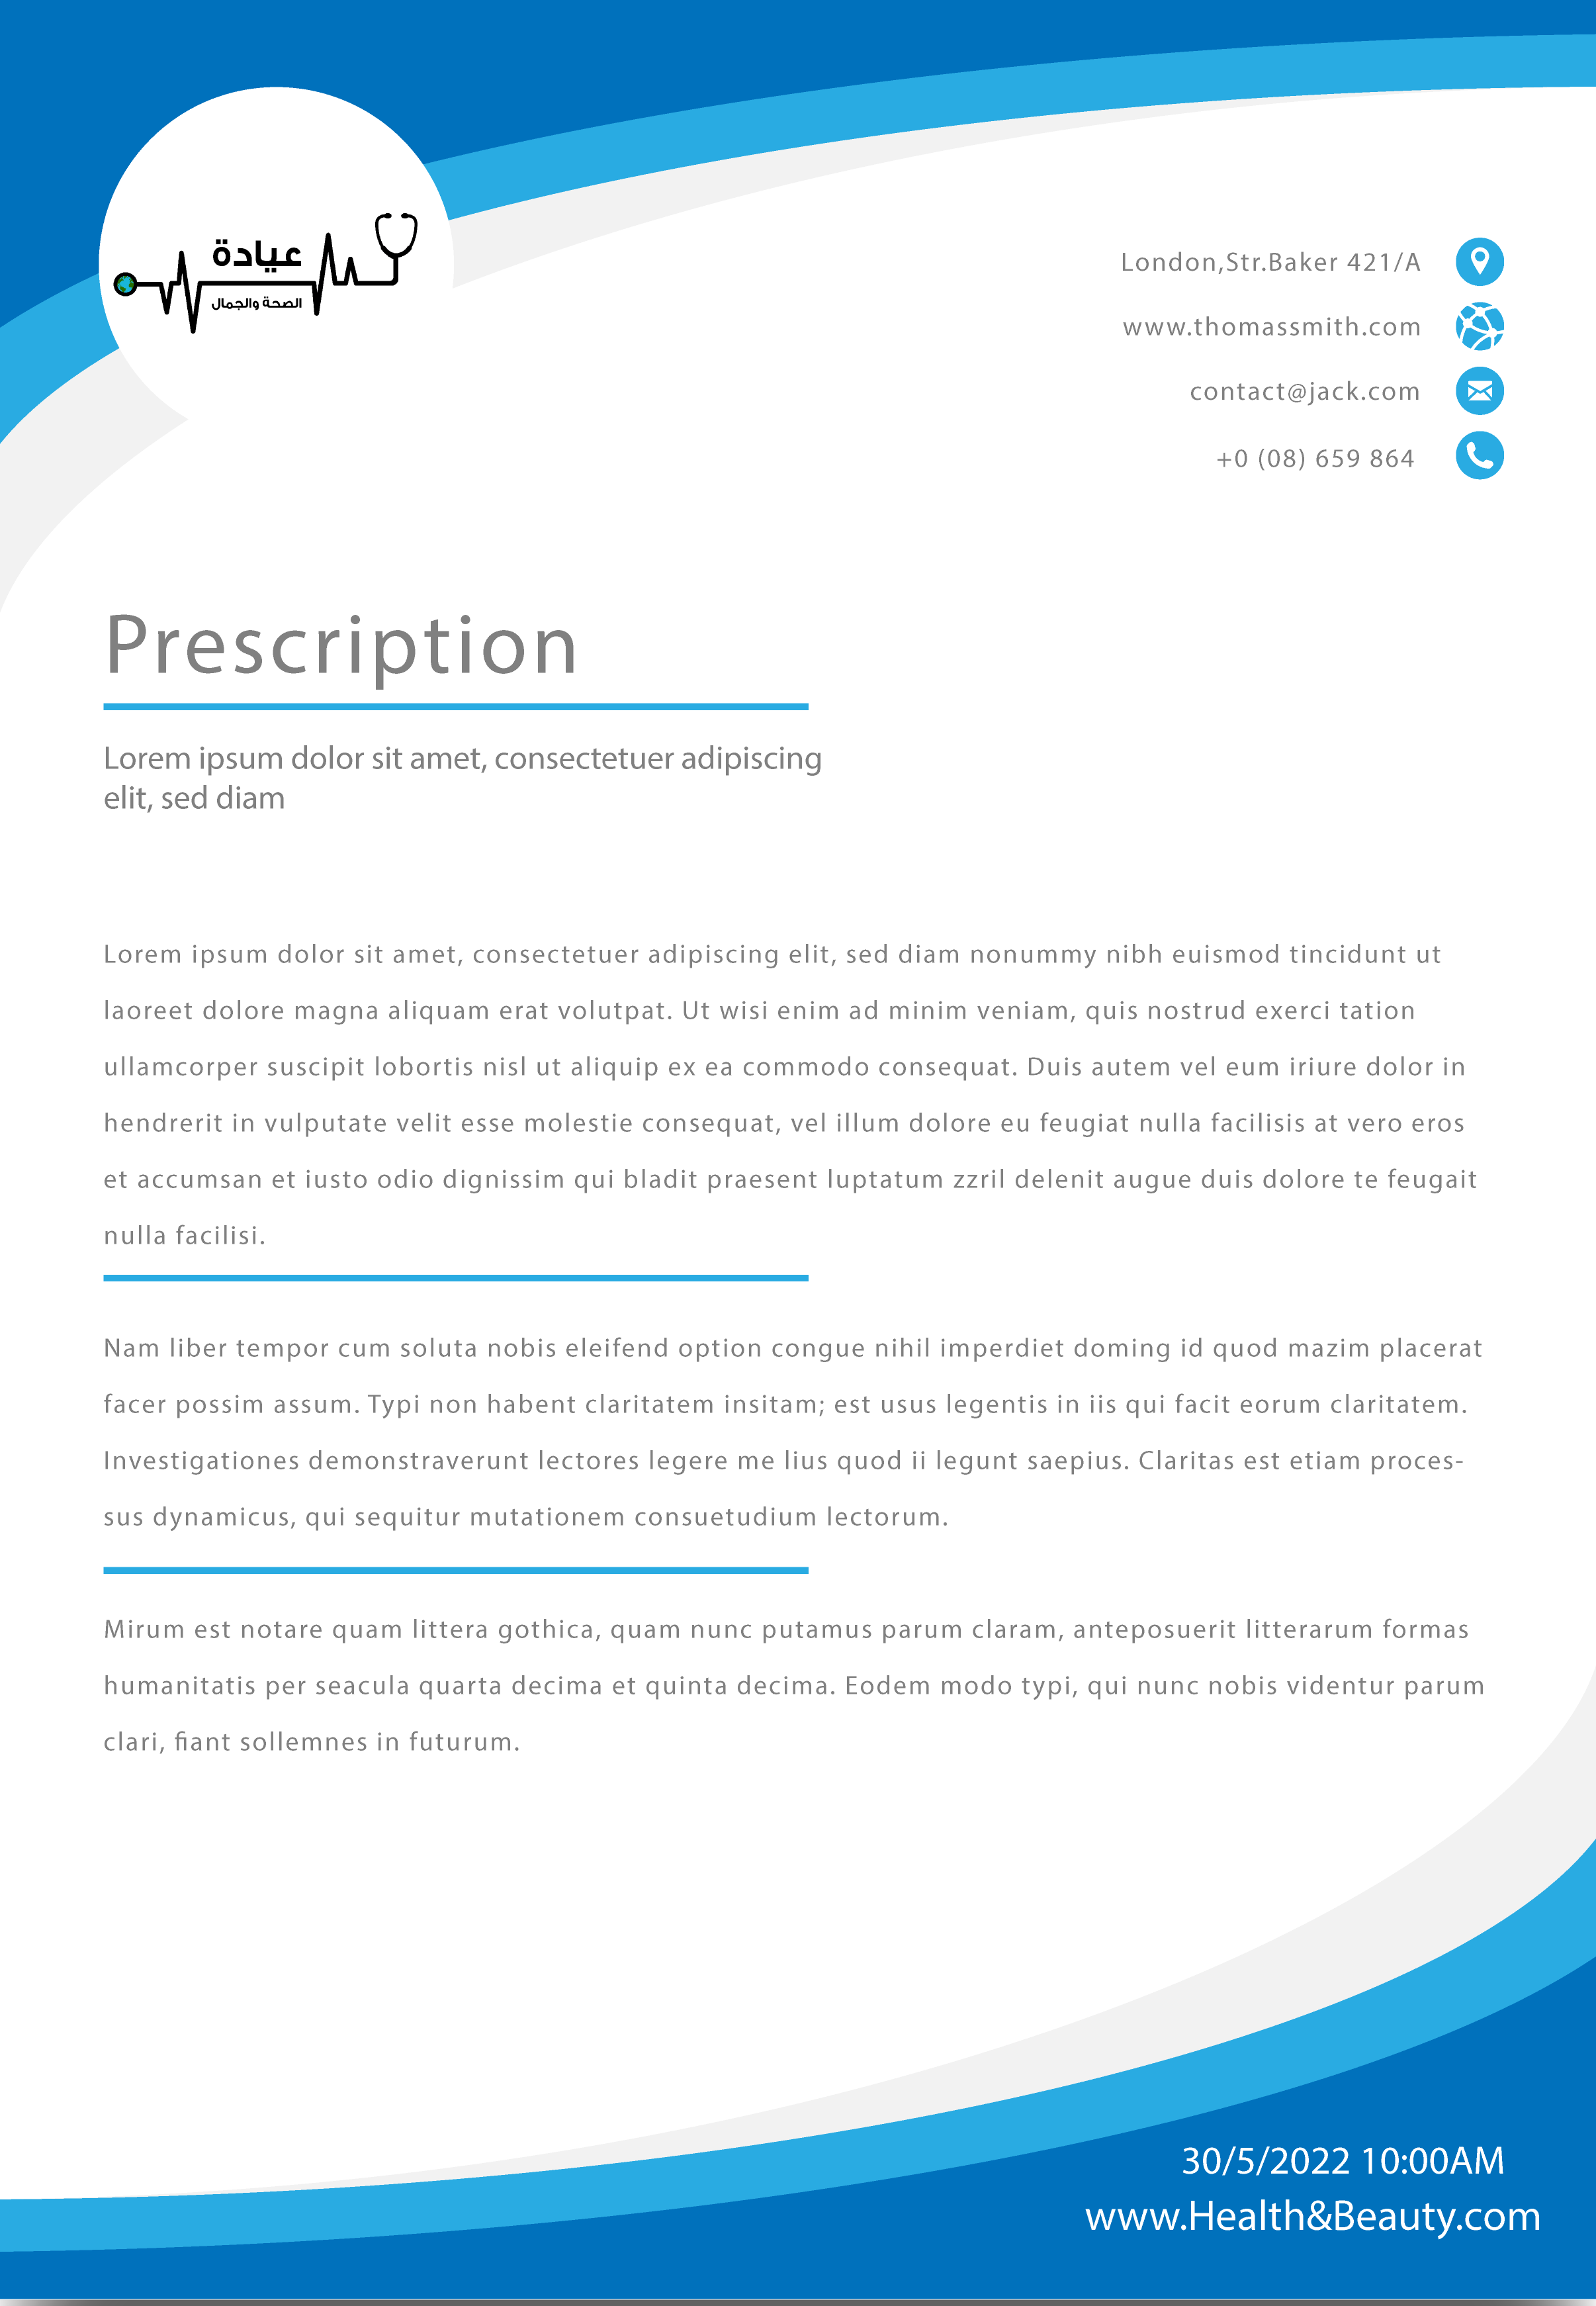 عيادة
الصحة والجمال
London,Str.Baker 421/A
www.thomassmith.com
contact@jack.com
+0 (08) 659 864
Prescription
Lorem ipsum dolor sit amet, consectetuer adipiscing
elit, sed diam
Lorem ipsum dolor sit amet, consectetuer adipiscing elit, sed diam nonummy nibh euismod tincidunt ut
laoreet dolore magna aliquam erat volutpat. Ut wisi enim ad minim veniam, quis nostrud exerci tation
ullamcorper suscipit lobortis nisl ut aliquip ex ea commodo consequat. Duis autem vel eum iriure dolor in
hendrerit in vulputate velit esse molestie consequat, vel illum dolore eu feugiat nulla facilisis at vero eros
et accumsan et iusto odio dignissim qui bladit praesent luptatum zzril delenit augue duis dolore te feugait
nulla facilisi.
Nam liber tempor cum soluta nobis eleifend option congue nihil imperdiet doming id quod mazim placerat
facer possim assum. Typi non habent claritatem insitam; est usus legentis in iis qui facit eorum claritatem.
Investigationes demonstraverunt lectores legere me lius quod ii legunt saepius. Claritas est etiam proces-
sus dynamicus, qui sequitur mutationem consuetudium lectorum.
Mirum est notare quam littera gothica, quam nunc putamus parum claram, anteposuerit litterarum formas
humanitatis per seacula quarta decima et quinta decima. Eodem modo typi, qui nunc nobis videntur parum
clari, fiant sollemnes in futurum.
30/5/2022 10:00AM
www.Health&Beauty.com